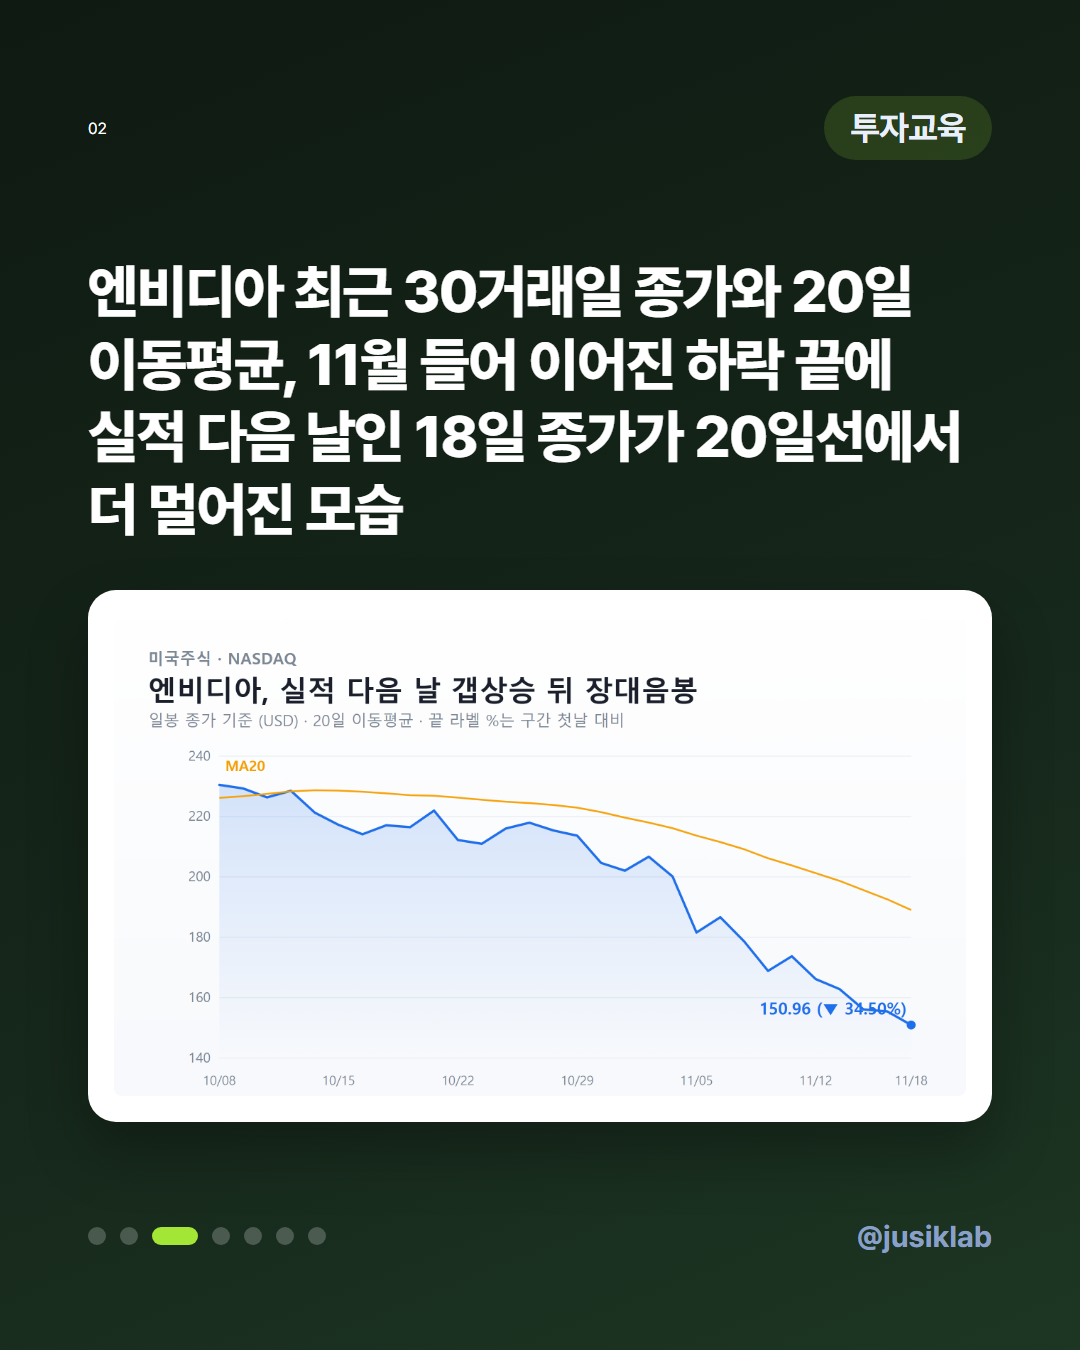 02
투자교육
엔비디아 최근 30거래일 종가와 20일
이동평균, 11월 들어 이어진 하락 끝에
실적 다음 날인 18일 종가가 20일선에서
더 멀어진 모습
미국주식 · NASDAQ
엔비디아, 실적 다음 날 갭상승 뒤 장대음봉
일봉 종가 기준 (USD) · 20일 이동평균 · 끝 라벨 %는 구간 첫날 대비
240
MA20
220
200
180
160
150.96 (▼ 34.50%)
140
10/08 10/15 10/22 10/29 11/05 11/12 11/18
@jusiklab